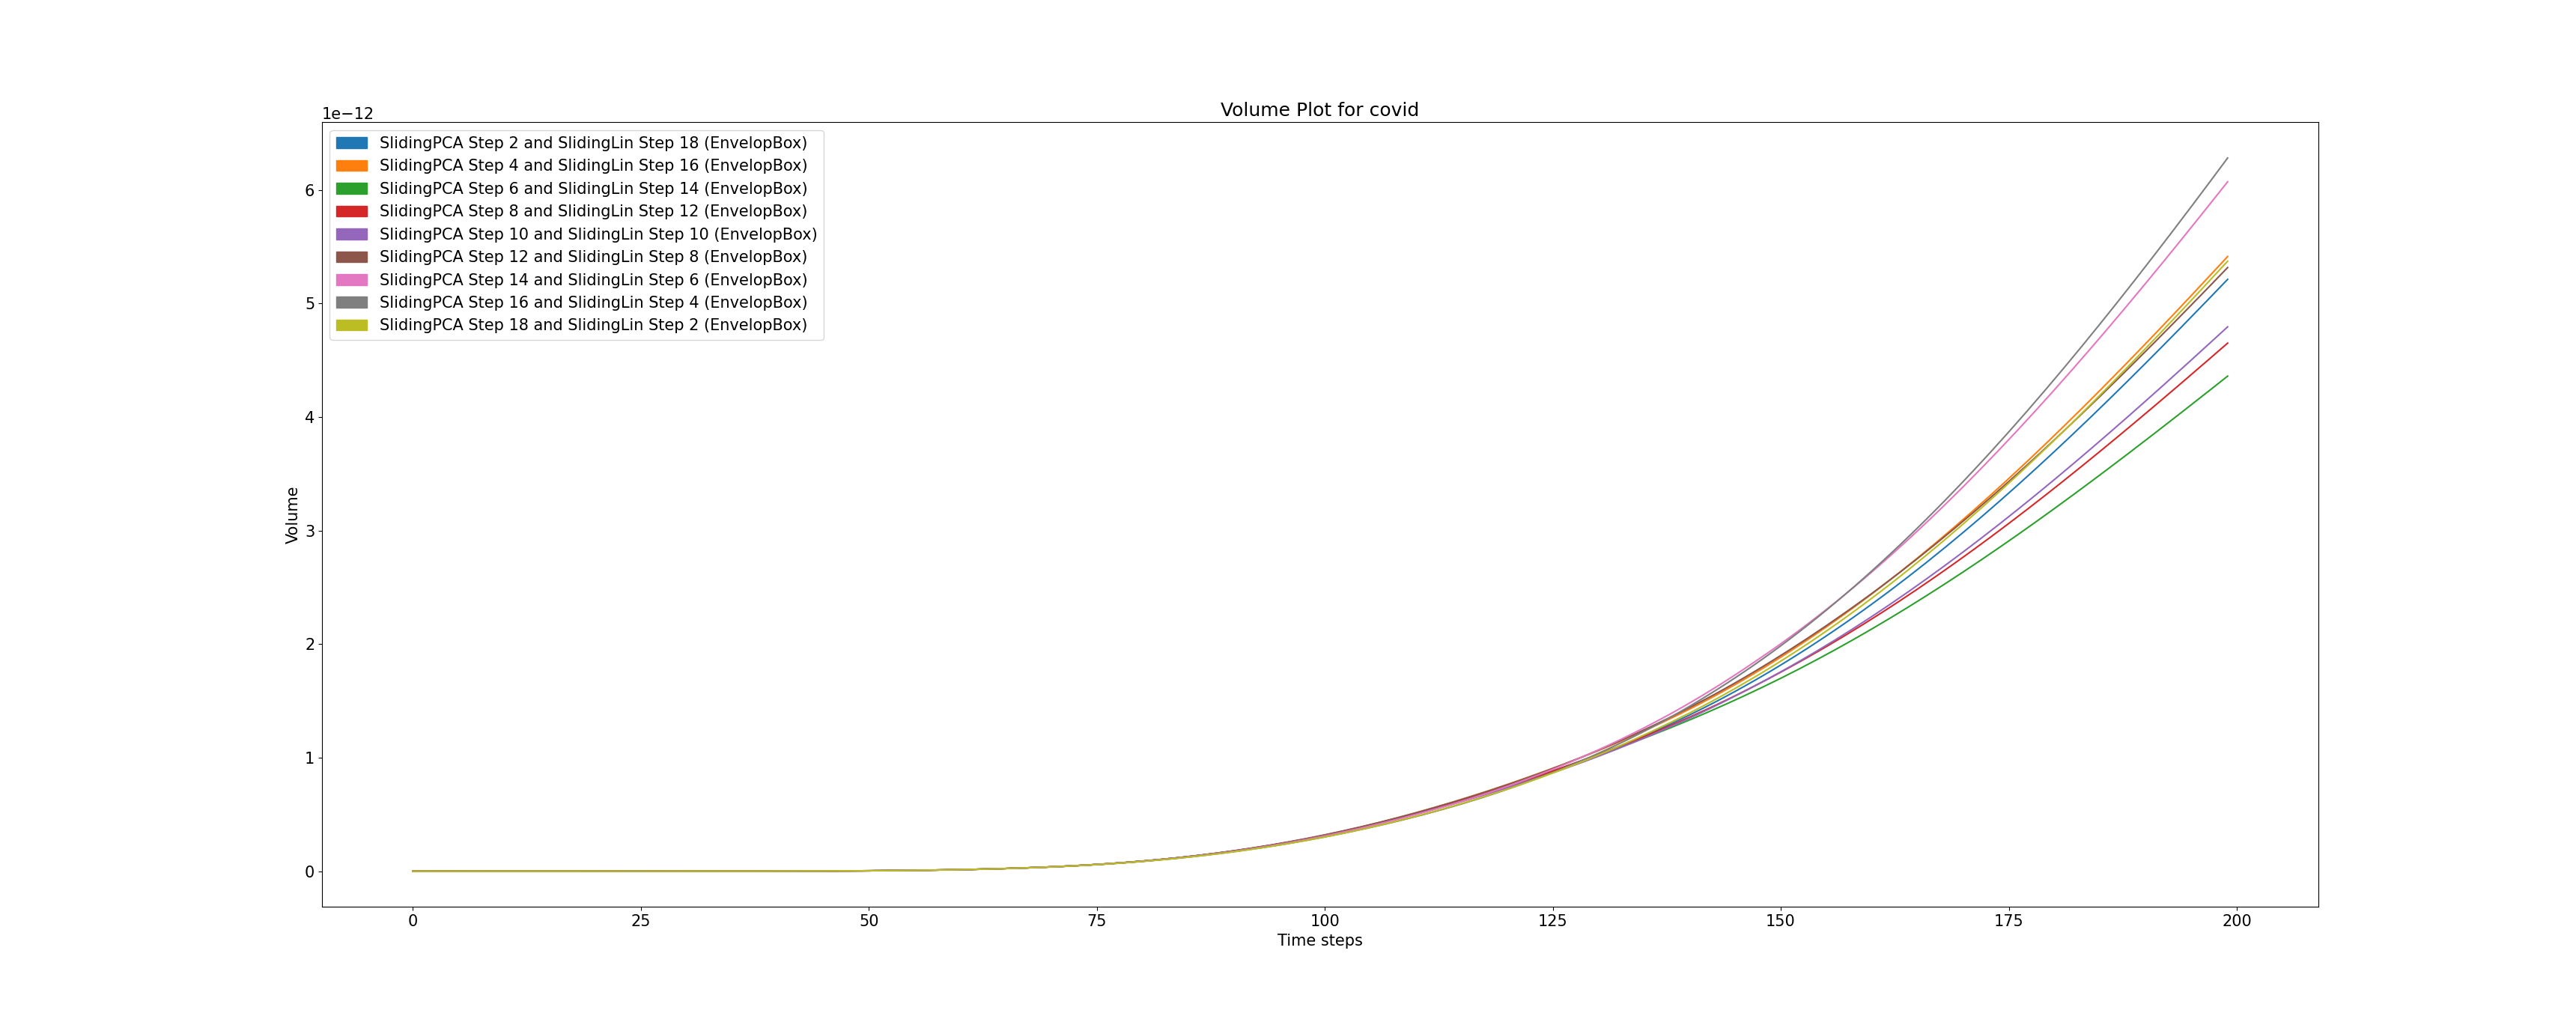 Volume Plot for covid
1e−12
SlidingPCA Step 2 and SlidingLin Step 18 (EnvelopBox)
SlidingPCA Step 4 and SlidingLin Step 16 (EnvelopBox)
SlidingPCA Step 6 and SlidingLin Step 14 (EnvelopBox)
SlidingPCA Step 8 and SlidingLin Step 12 (EnvelopBox)
SlidingPCA Step 10 and SlidingLin Step 10 (EnvelopBox)
SlidingPCA Step 12 and SlidingLin Step 8 (EnvelopBox)
SlidingPCA Step 14 and SlidingLin Step 6 (EnvelopBox)
SlidingPCA Step 16 and SlidingLin Step 4 (EnvelopBox)
SlidingPCA Step 18 and SlidingLin Step 2 (EnvelopBox)
6
5
4
3
2
1
0
Volume
0 25 50 75 100 125 150 175 200
Time steps